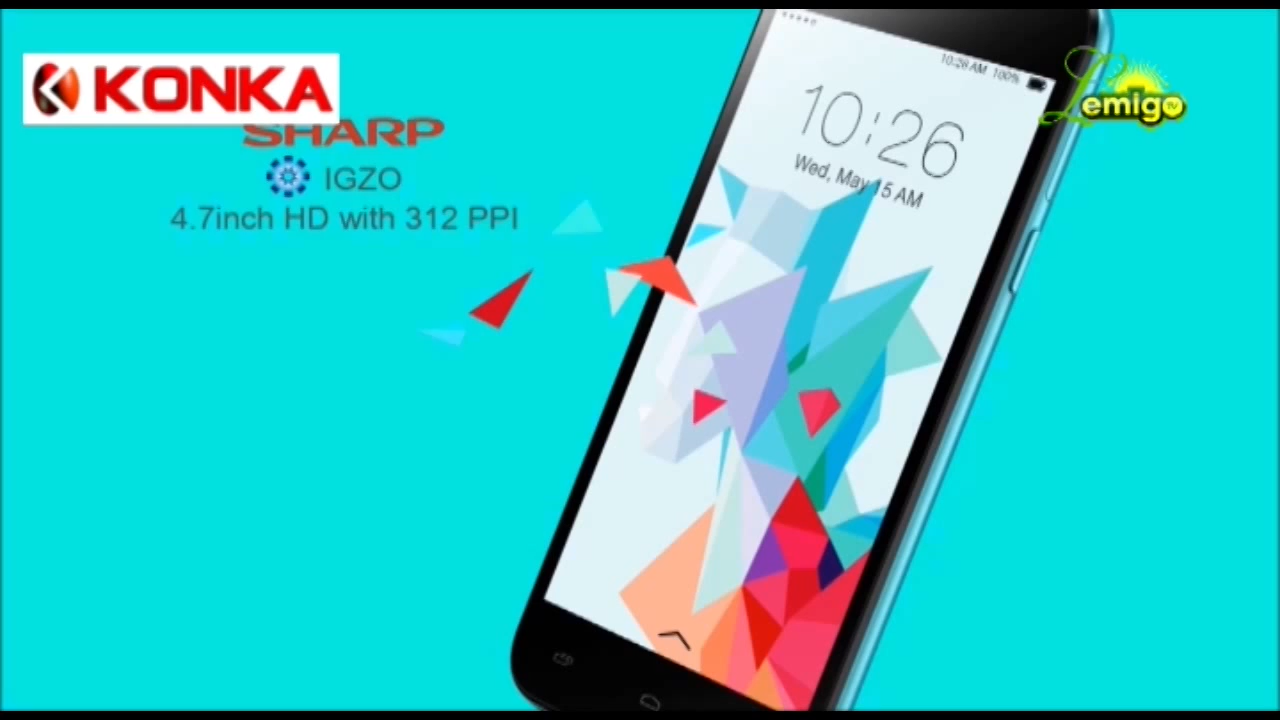 KONKA
SHARP
IGZO
4.7inch HD with 312 PPI
10:26 AM 100%
10:26
Wed, May 15 AM
Lemigo TV